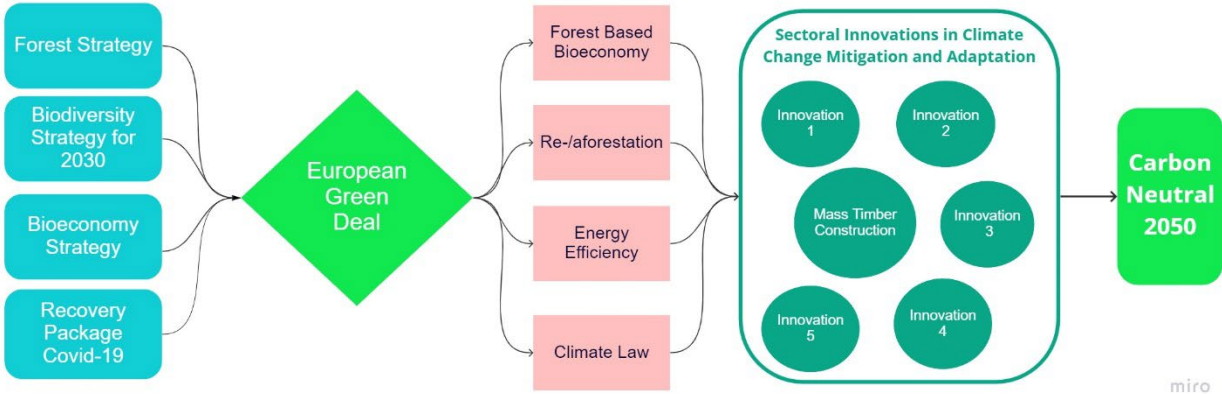 Forest Strategy
Biodiversity
Strategy for
2030
Bioeconomy
Strategy
Recovery
Package
Covid-19
European
Green
Deal
Forest Based
Bioeconomy
Re-/aforestation
Energy
Efficiency
Climate Law
Sectoral Innovations in Climate
Change Mitigation and Adaptation
Innovation
1
Innovation
2
Mass Timber
Construction
Innovation
3
Innovation
5
Innovation
4
Carbon
Neutral
2050
miro